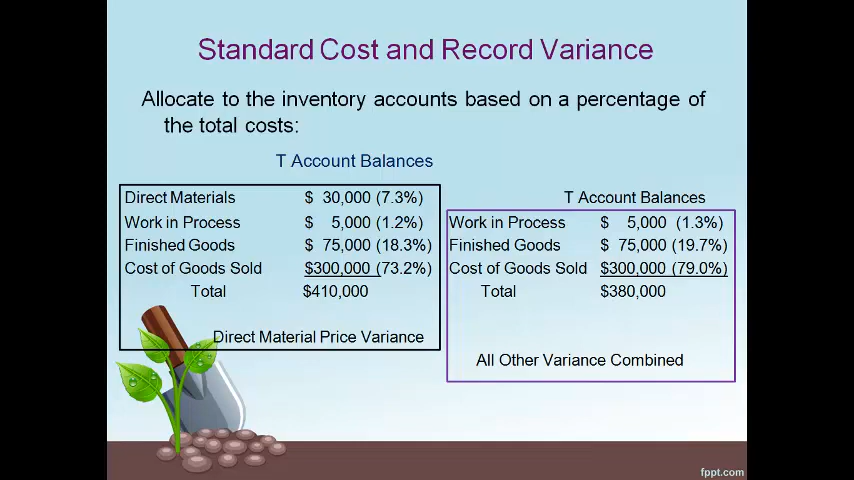 Standard Cost and Record Variance
Allocate to the inventory accounts based on a percentage of
the total costs:
T Account Balances
Direct Materials $ 30,000 (7.3%)
Work in Process $ 5,000 (1.2%)
Finished Goods $ 75,000 (18.3%)
Cost of Goods Sold $300,000 (73.2%)
Total $410,000
Direct Material Price Variance
T Account Balances
Work in Process $ 5,000 (1.3%)
Finished Goods $ 75,000 (19.7%)
Cost of Goods Sold $300,000 (79.0%)
Total $380,000
All Other Variance Combined
fppt.com